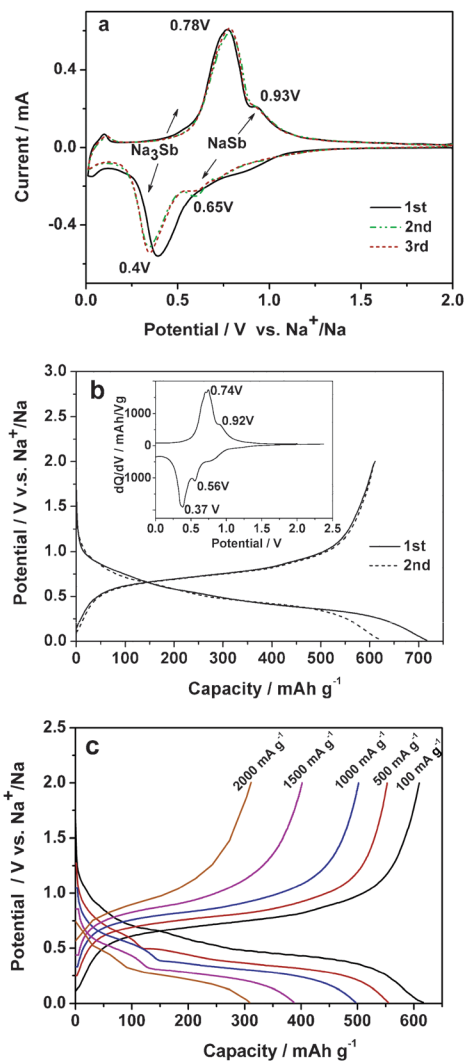 a
0.78V
0.93V
Na3Sb
NaSb
0.65V
0.4V
1st
2nd
3rd
0.6
0.4
0.0
-0.4
0.0
0.5
1.0
1.5
2.0
Current / mA
Potential / V vs. Na+/Na
b
3.0
2.5
2.0
1.5
1.0
0.5
0.0
0
100
200
300
400
500
600
700
Potential / V v.s. Na+/Na
Capacity / mAh g-1
1st
2nd
0.74V
0.92V
0.56V
0.37 V
1000
0
1000
0.0
0.5
1.0
1.5
2.0
2.5
dQ/dV / mAh/Vg
Potential / V
c
2000 mA g-1
1500 mA g-1
1000 mA g-1
500 mA g-1
100 mA g-1
2.5
2.0
1.5
1.0
0.5
0.0
0
100
200
300
400
500
600
Potential / V vs. Na+/Na
Capacity / mAh g-1